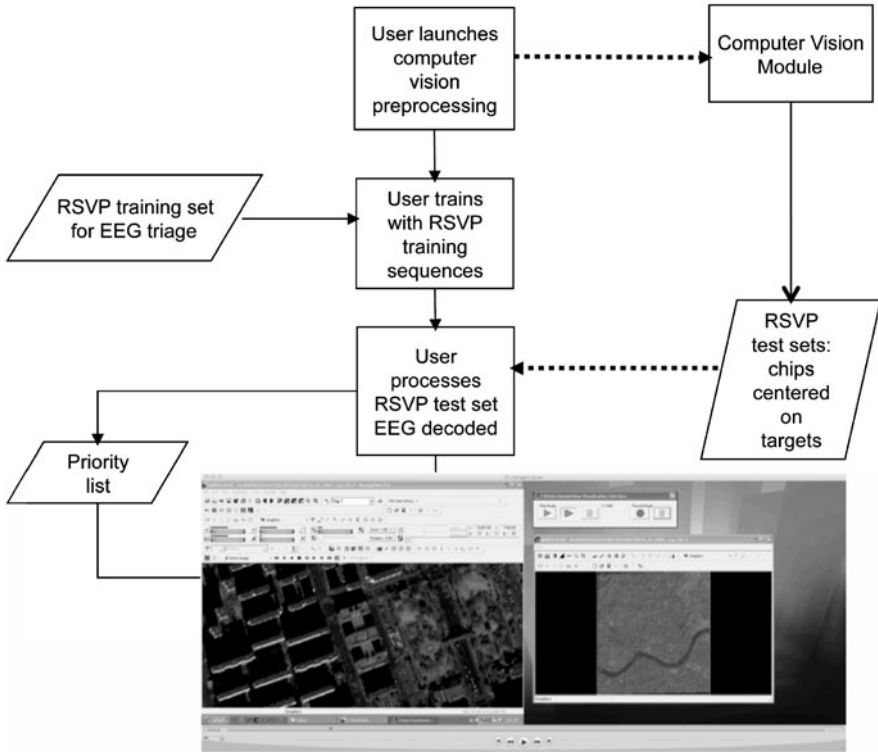 User launches
computer
vision
preprocessing
Computer Vision
Module
RSVP training set
for EEG triage
User trains
with RSVP
training
sequences
RSVP
test sets:
chips
centered
on
targets
User
processes
RSVP test set
EEG decoded
Priority
list